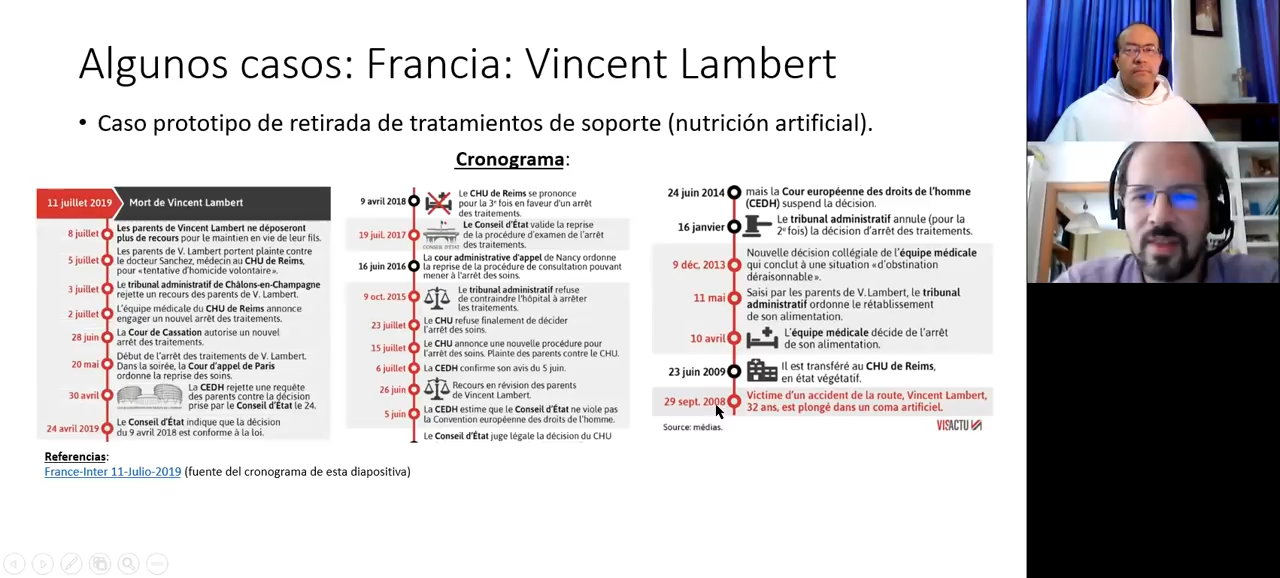 Algunos casos: Francia: Vincent Lambert
• Caso prototipo de retirada de tratamientos de soporte (nutrición artificial).
Cronograma:
11 juillet 2019
Mort de Vincent Lambert
8 juillet
Les parents de Vincent Lambert ne déposeront
plus de recours pour le maintien en vie de leur fils.
5 juillet
Les parents de V. Lambert portent plainte contre
le docteur Sanchez, médecin au CHU de Reims,
pour «tentative d'homicide volontaire».
3 juillet
Le tribunal administratif de Châlons-en-Champagne
rejette un recours des parents de V. Lambert.
2 juillet
L'équipe médicale du CHU de Reims annonce
engager un nouvel arrêt des traitements.
28 juin
La Cour de Cassation autorise un nouvel
arrêt des traitements.
20 mai
Début de l'arrêt des traitements de V. Lambert.
Dans la soirée, la Cour d'appel de Paris
ordonne la reprise des soins.
30 avril
La CEDH rejette une requête
des parents contre la décision
prise par le Conseil d'État le 24.
24 avril 2019
Le Conseil d'État indique que la décision
du 9 avril 2018 est conforme à la loi.
9 avril 2018
Le CHU de Reims se prononce
pour la 3e fois en faveur d'un arrêt
des traitements.
19 juil. 2017
CONSEIL D'ÉTAT
Le Conseil d'État valide la reprise
de la procédure d'examen de l'arrêt
des traitements.
16 juin 2016
La cour administrative d'appel de Nancy ordonne
la reprise de la procédure de consultation pouvant
mener à l'arrêt des soins.
9 oct. 2015
Le tribunal administratif refuse
de contraindre l'hôpital à arrêter
les traitements.
23 juillet
Le CHU refuse finalement de décider
l'arrêt des soins.
15 juillet
Le CHU annonce une nouvelle procédure pour
l'arrêt des soins. Plainte des parents contre le CHU.
6 juillet
La CEDH confirme son avis du 5 juin.
26 juin
Recours en révision des parents
de Vincent Lambert.
5 juin
La CEDH estime que le Conseil d'État ne viole pas
la Convention européenne des droits de l'homme.
Le Conseil d'État juge légale la décision du CHU
24 juin 2014
mais la Cour européenne des droits de l'homme
(CEDH) suspend la décision.
16 janvier
Le tribunal administratif annule (pour la
2e fois) la décision d'arrêt des traitements.
9 déc. 2013
Nouvelle décision collégiale de l'équipe médicale
qui conclut à une situation «d'obstination
déraisonnable».
11 mai
Saisi par les parents de V. Lambert, le tribunal
administratif ordonne le rétablissement
de son alimentation.
10 avril
L'équipe médicale décide de l'arrêt
de son alimentation.
23 juin 2009
Il est transféré au CHU de Reims,
en état végétatif.
29 sept. 2008
Victime d'un accident de la route, Vincent Lambert,
32 ans, est plongé dans un coma artificiel.
Source: médias.
VISACTU
Referencias:
France-Inter 11-Julio-2019 (fuente del cronograma de esta diapositiva)